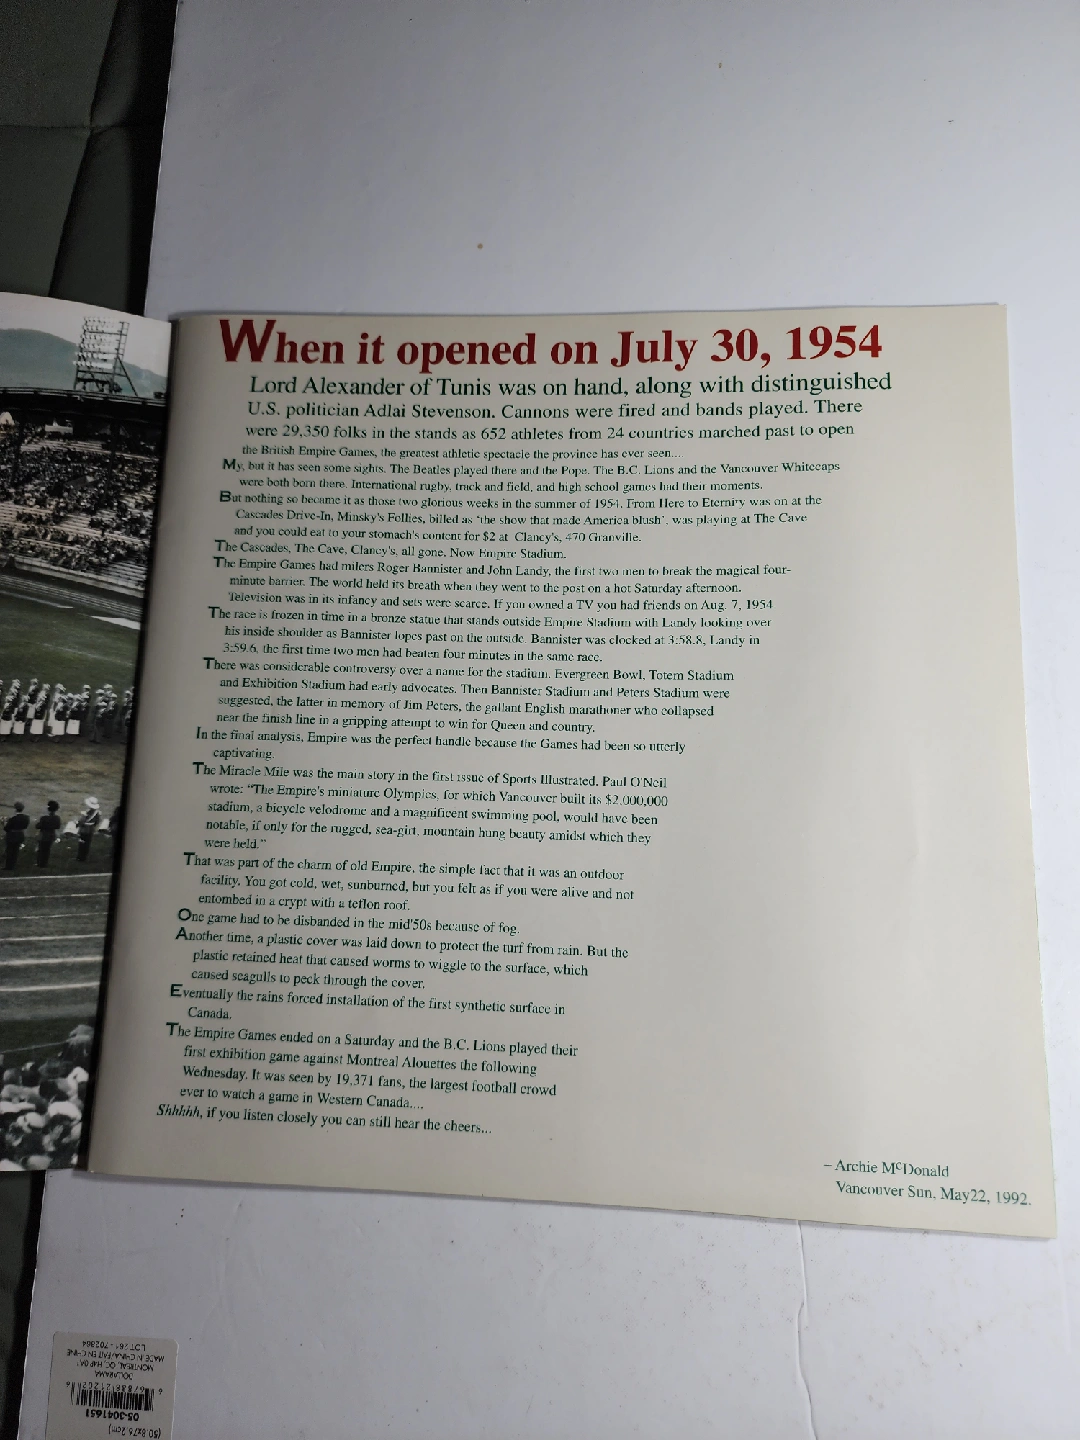 When it opened on July 30, 1954
Lord Alexander of Tunis was on hand, along with distinguished
U.S. politician Adlai Stevenson. Cannons were fired and bands played. There
were 29,350 folks in the stands as 652 athletes from 24 countries marched past to open
the British Empire Games, the greatest athletic spectacle the province has ever seen....
My, but it has seen some sights. The Beatles played there and the Pope. The B.C. Lions and the Vancouver Whitecaps
were both born there. International rugby, track and field, and high school games had their moments.
But nothing so became it as those two glorious weeks in the summer of 1954. From Here to Eternity was on at the
Cascades Drive-In, Minsky's Follies, billed as 'the show that made America blush', was playing at The Cave
and you could eat to your stomach's content for $2 at Clancy's, 470 Granville.
The Cascades, The Cave, Clancy's, all gone. Now Empire Stadium.
The Empire Games had milers Roger Bannister and John Landy, the first two men to break the magical four-
minute barrier. The world held its breath when they went to the post on a hot Saturday afternoon.
Television was in its infancy and sets were scarce. If you owned a TV you had friends on Aug. 7, 1954
The race is frozen in time in a bronze statue that stands outside Empire Stadium with Landy looking over
his inside shoulder as Bannister lopes past on the outside. Bannister was clocked at 3:58.8, Landy in
3:59.6, the first time two men had beaten four minutes in the same race.
There was considerable controversy over a name for the stadium. Evergreen Bowl, Totem Stadium
and Exhibition Stadium had early advocates. Then Bannister Stadium and Peters Stadium were
suggested, the latter in memory of Jim Peters, the gallant English marathoner who collapsed
near the finish line in a gripping attempt to win for Queen and country.
In the final analysis, Empire was the perfect handle because the Games had been so utterly
captivating.
The Miracle Mile was the main story in the first issue of Sports Illustrated. Paul O'Neil
wrote: "The Empire's miniature Olympics, for which Vancouver built its $2,000,000
stadium, a bicycle velodrome and a magnificent swimming pool, would have been
notable, if only for the rugged, sea-girt, mountain hung beauty amidst which they
were held."
That was part of the charm of old Empire, the simple fact that it was an outdoor
facility. You got cold, wet, sunburned, but you felt as if you were alive and not
entombed in a crypt with a teflon roof.
One game had to be disbanded in the mid'50s because of fog.
Another time, a plastic cover was laid down to protect the turf from rain. But the
plastic retained heat that caused worms to wiggle to the surface, which
caused seagulls to peck through the cover.
Eventually the rains forced installation of the first synthetic surface in
Canada.
The Empire Games ended on a Saturday and the B.C. Lions played their
first exhibition game against Montreal Alouettes the following
Wednesday. It was seen by 19,371 fans, the largest football crowd
ever to watch a game in Western Canada....
Shhhhh, if you listen closely you can still hear the cheers...
– Archie McDonald
Vancouver Sun, May22, 1992.
(50.8x76.2cm)
05-3041651
DOLLARAMA
MADE IN CHINA/FAIT EN CHINE